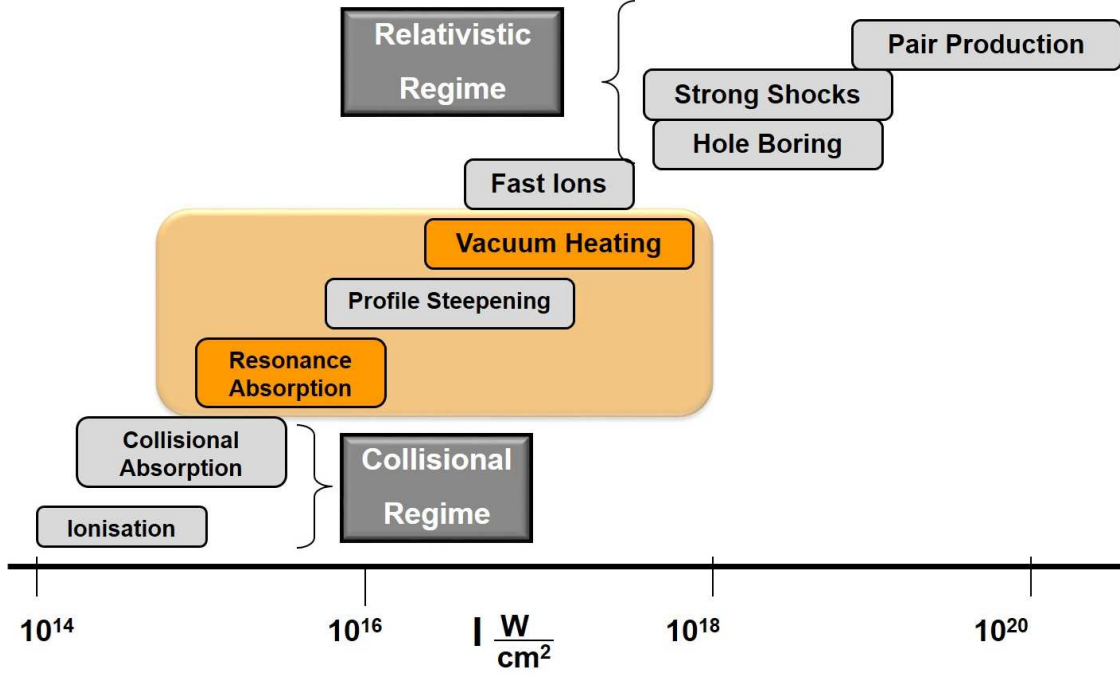 Relativistic
Regime
Pair Production
Strong Shocks
Hole Boring
Fast Ions
Vacuum Heating
Profile Steepening
Resonance
Absorption
Collisional
Absorption
Collisional
Regime
Ionisation
10¹⁴
10¹⁶
I W
cm²
10¹⁸
10²⁰